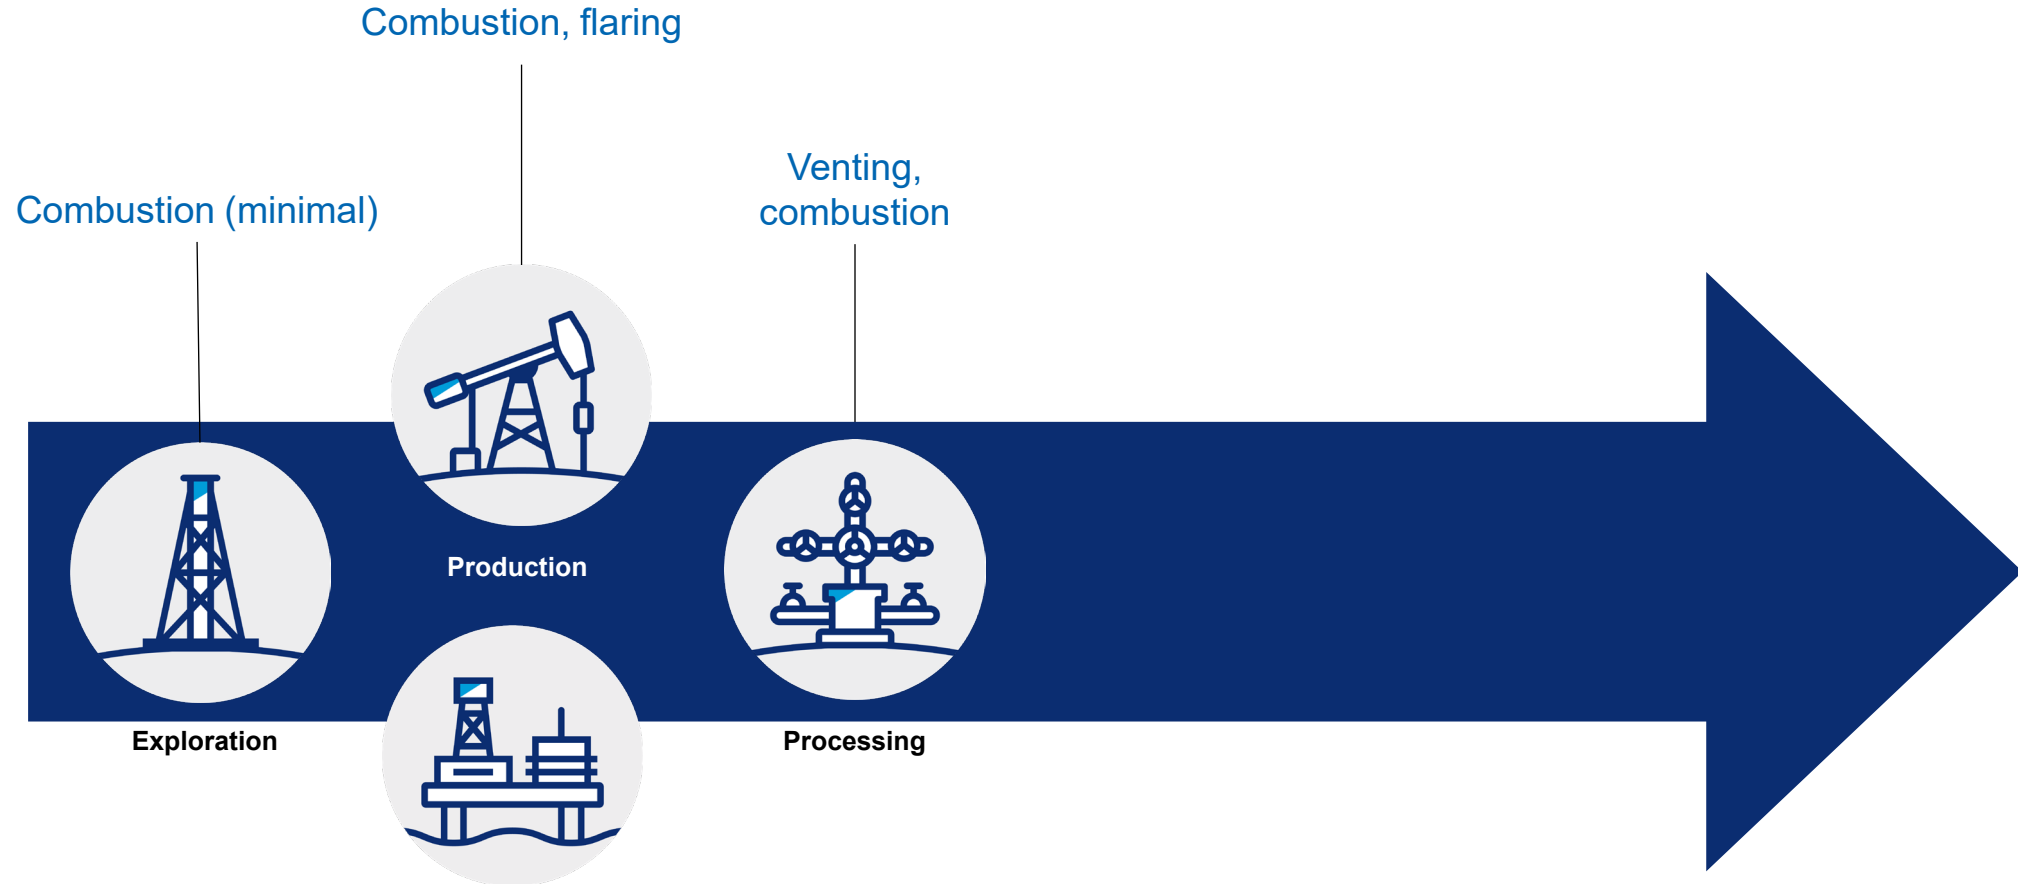 Combustion, flaring
Venting,
combustion
Combustion (minimal)
Production
Exploration
Processing